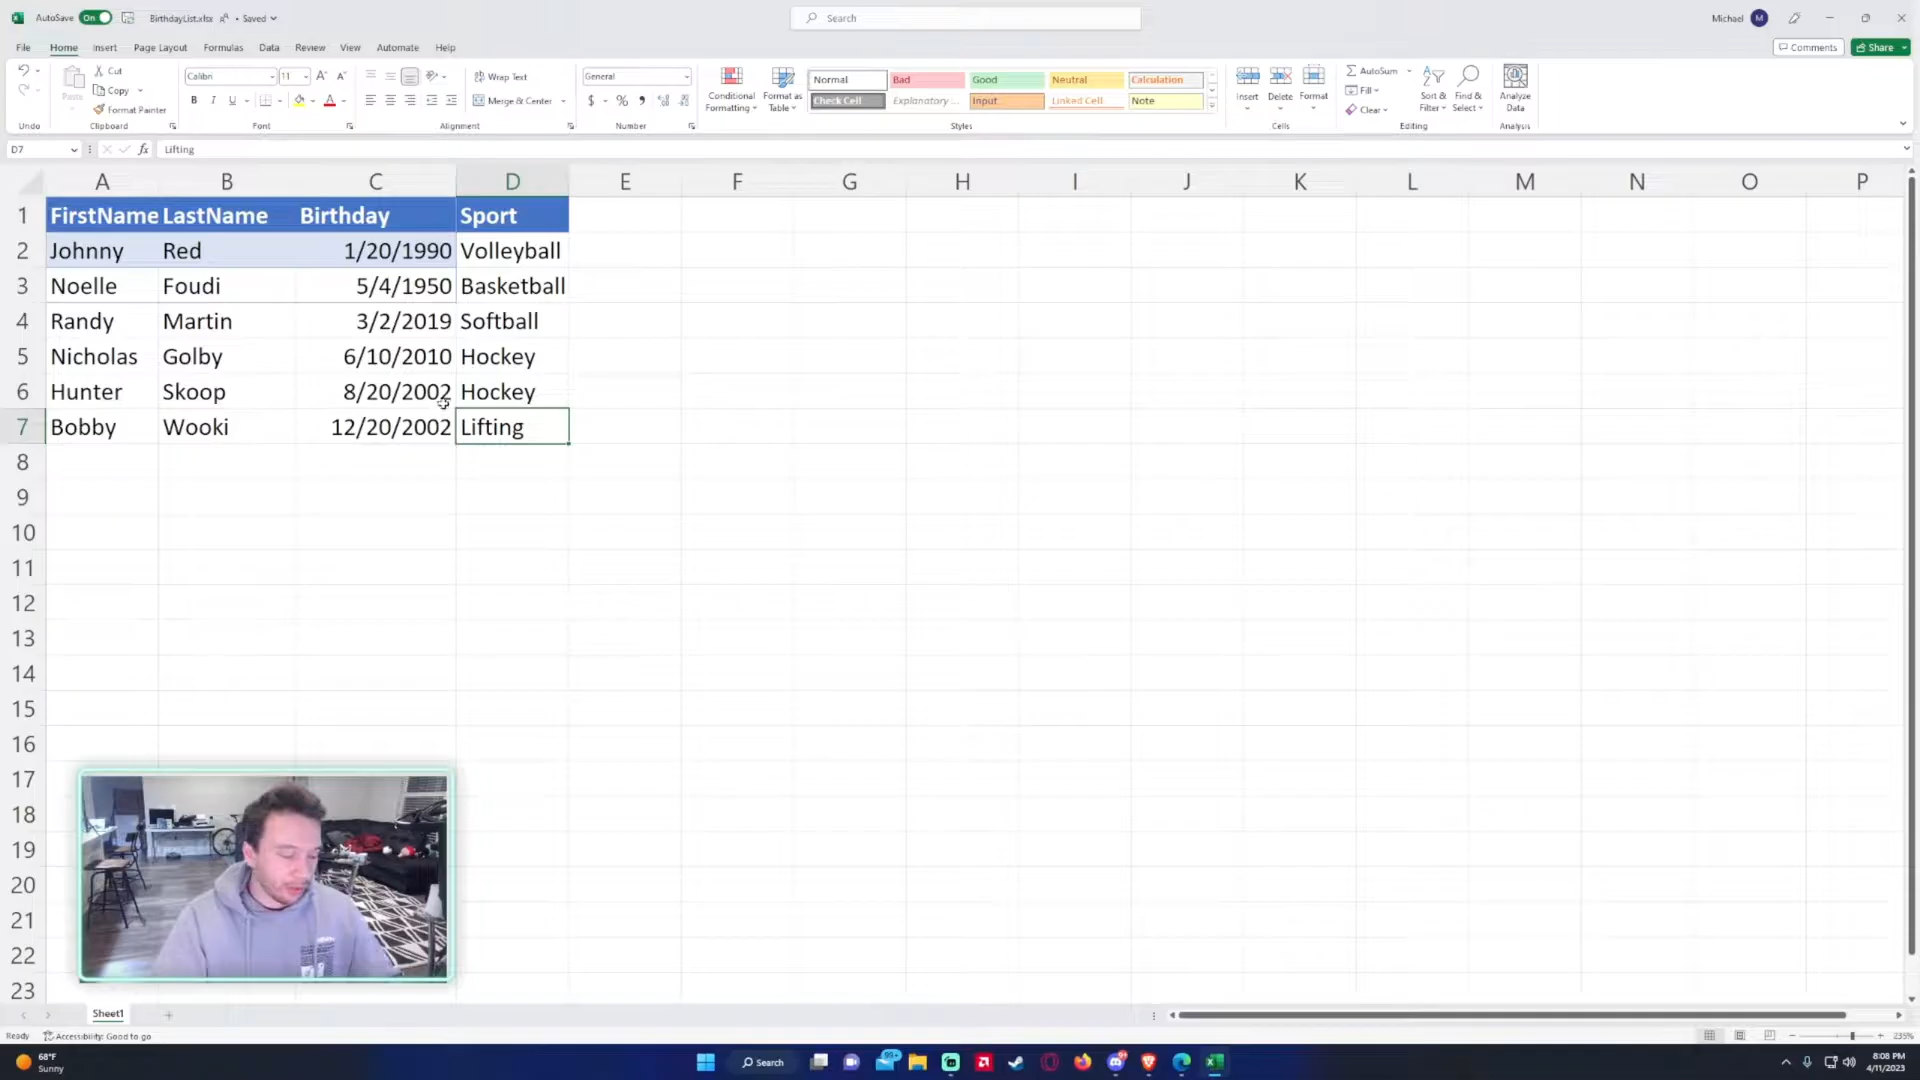 AutoSave On BirthdayList.xlsx • Saved Search Michael M
File Home Insert Page Layout Formulas Data Review View Automate Help Comments Share
Paste Cut Copy Format Painter
Undo Clipboard
Calibri 11 A A
B I U A
Font
Wrap Text
Merge & Center
Alignment
General
$ % ,
Number
Conditional Formatting Format as Table
Normal Bad Good Neutral Calculation
Check Cell Explanatory ... Input Linked Cell Note
Styles
Insert Delete Format
Cells
AutoSum
Fill
Clear
Sort & Filter Find & Select
Editing
Analyze Data
Analysis
D7 fx Lifting
A B C D E F G H I J K L M N O P
1 FirstName LastName Birthday Sport
2 Johnny Red 1/20/1990 Volleyball
3 Noelle Foudi 5/4/1950 Basketball
4 Randy Martin 3/2/2019 Softball
5 Nicholas Golby 6/10/2010 Hockey
6 Hunter Skoop 8/20/2002 Hockey
7 Bobby Wooki 12/20/2002 Lifting
8
9
10
11
12
13
14
15
16
17
18
19
20
21
22
23
Sheet1
Ready Accessibility: Good to go 235%
68°F
Sunny
Search
99+
8:08 PM
4/11/2023